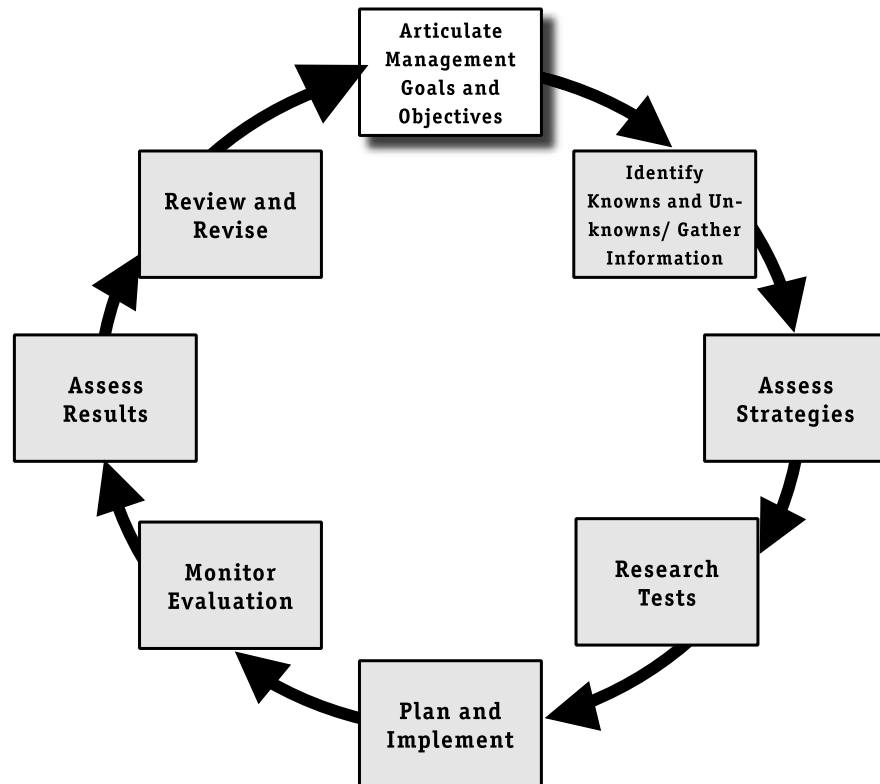 Articulate
Management
Goals and
Objectives
Identify
Knowns and Un-
knowns/ Gather
Information
Assess
Strategies
Research
Tests
Plan and
Implement
Monitor
Evaluation
Assess
Results
Review and
Revise